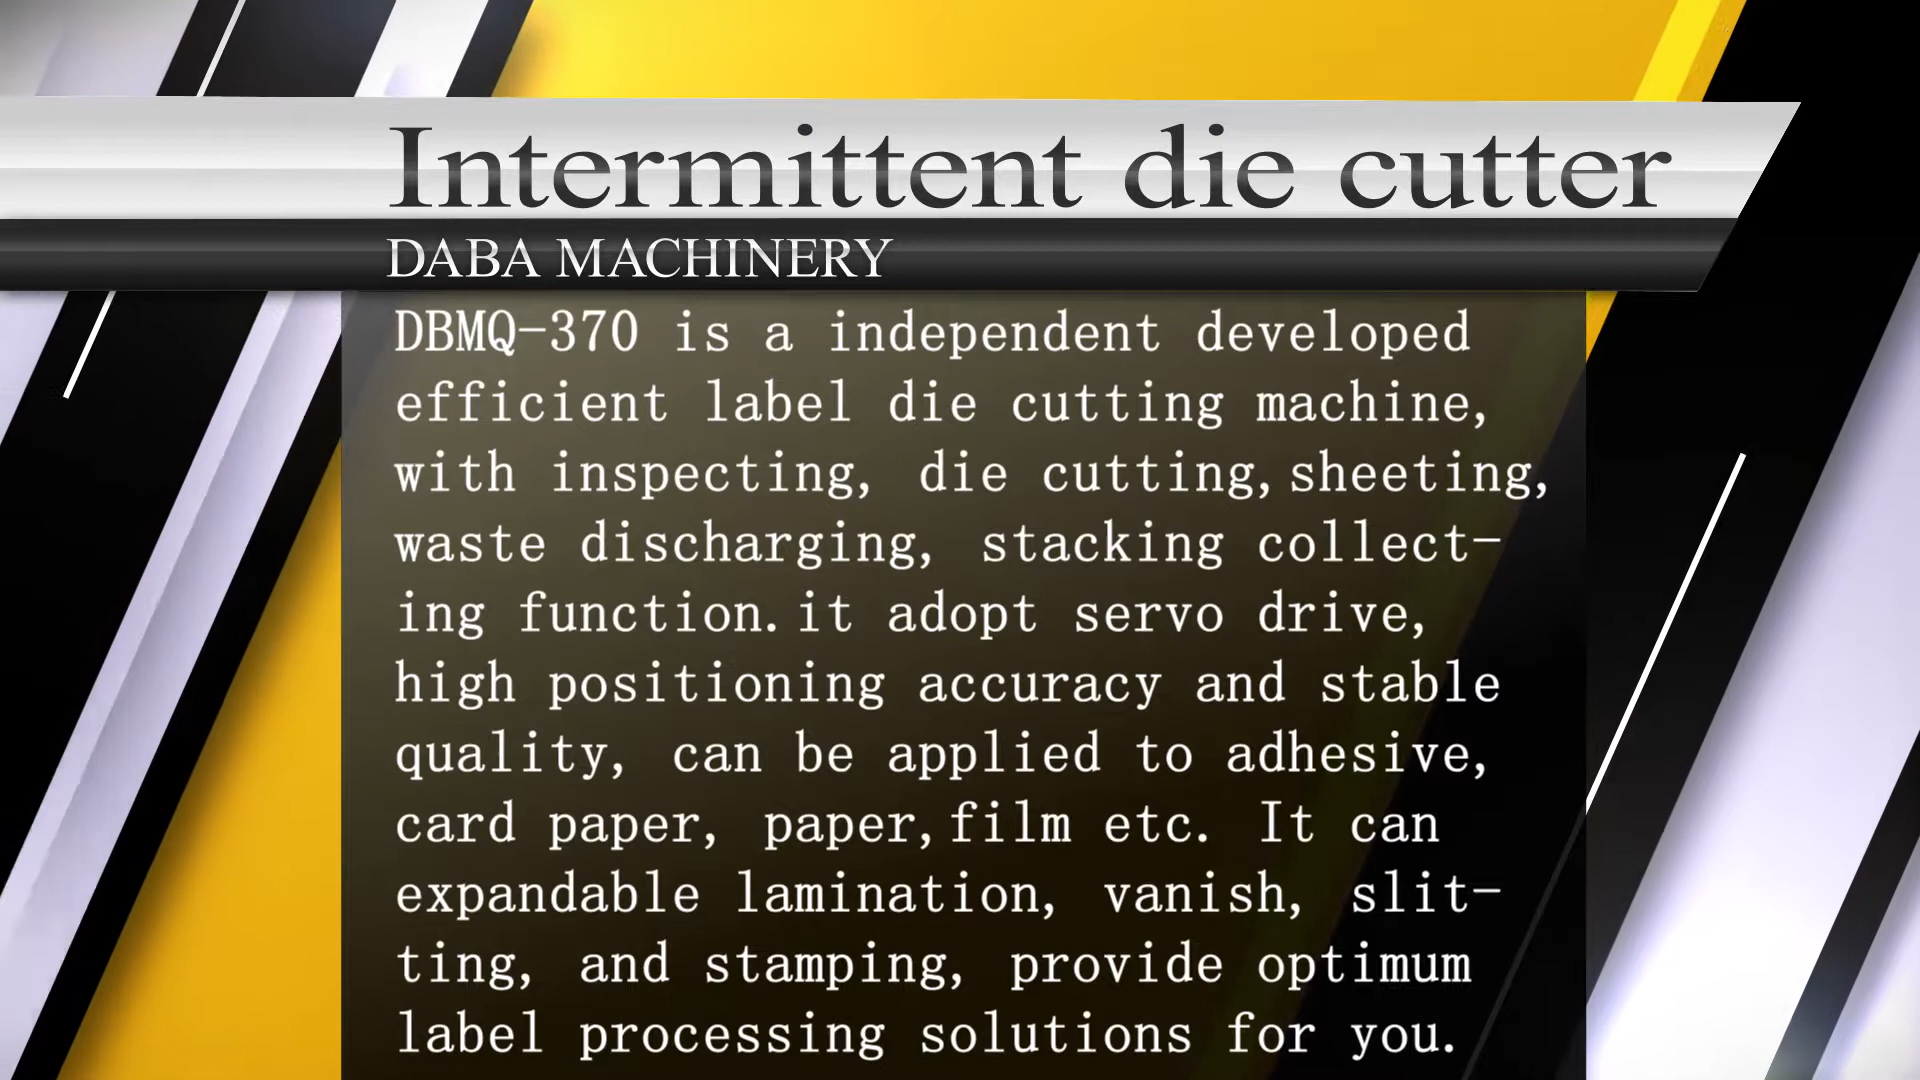 Intermittent die cutter
DABA MACHINERY
DBMQ-370 is a independent developed
efficient label die cutting machine,
with inspecting, die cutting, sheeting,
waste discharging, stacking collect-
ing function. it adopt servo drive,
high positioning accuracy and stable
quality, can be applied to adhesive,
card paper, paper, film etc. It can
expandable lamination, vanish, slit-
ting, and stamping, provide optimum
label processing solutions for you.